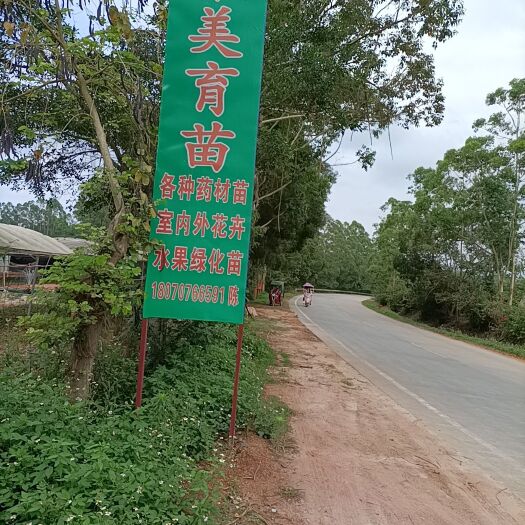 美育苗
各种药材苗
室内外花卉
水果绿化苗
18070766591 陈